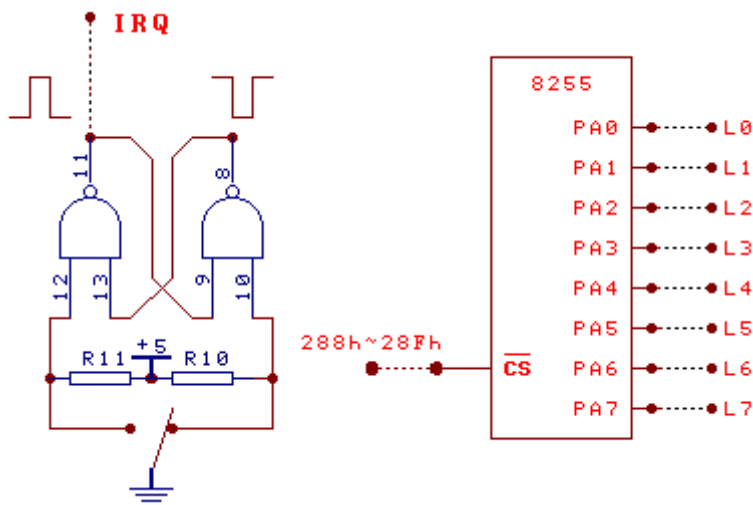 IRQ
11
8
12
13
9
10
+5
R11
R10
288h~28Fh
8255
PA0
L0
PA1
L1
PA2
L2
PA3
L3
PA4
L4
PA5
L5
CS
PA6
L6
PA7
L7